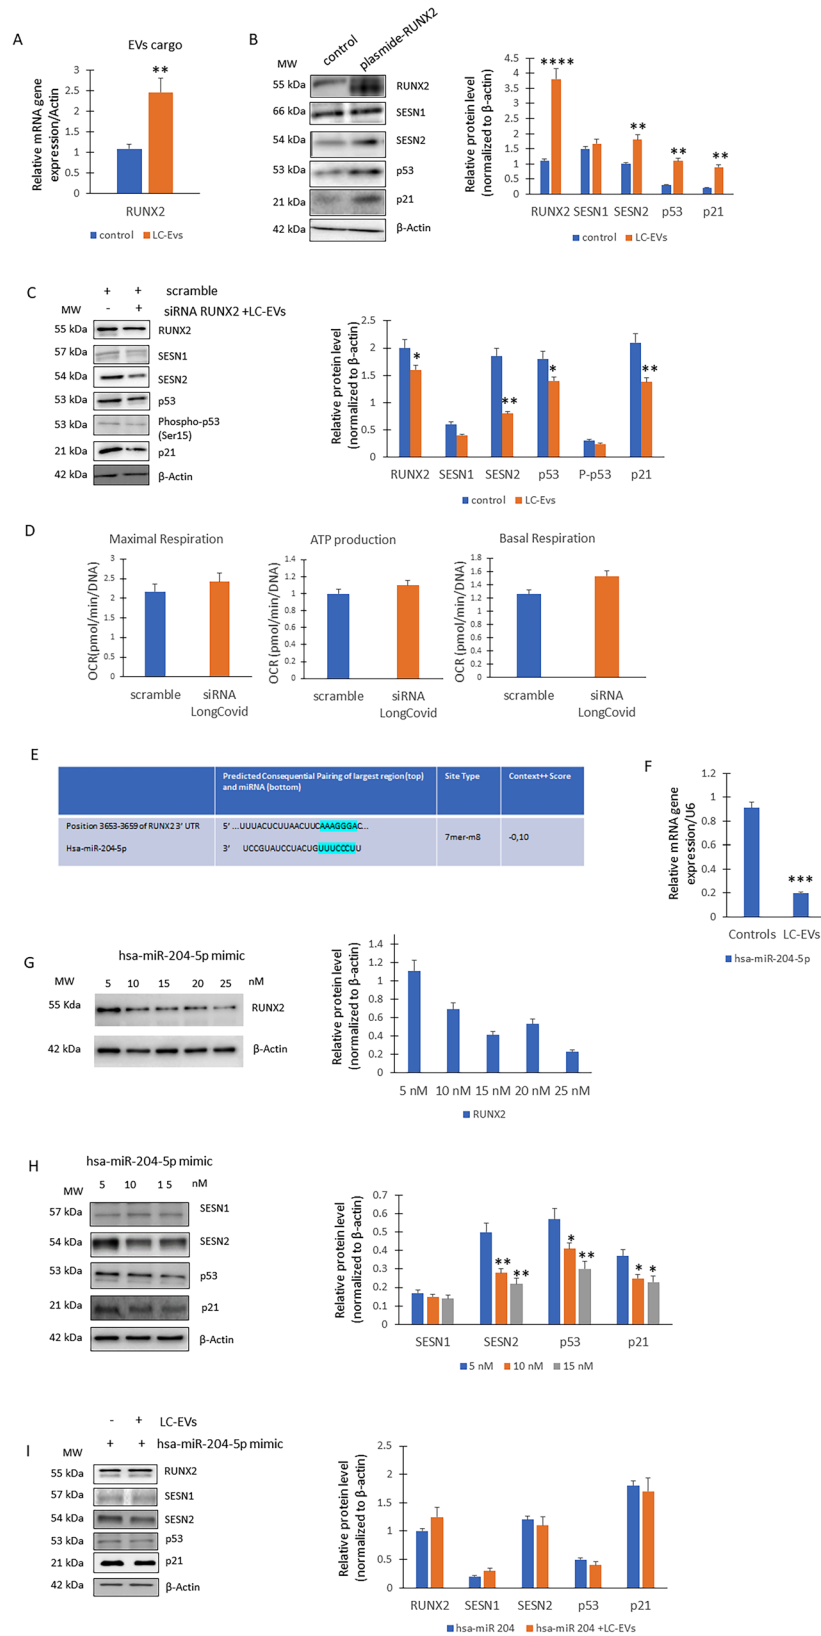 A
EVs cargo
Relative mRNA gene
expression/Actin
3
2.5
2
1.5
1
0.5
0
**
RUNX2
control LC-Evs
B
control
plasmide-RUNX2
MW
55 kDa RUNX2
66 kDa SESN1
54 kDa SESN2
53 kDa p53
21 kDa p21
42 kDa β-Actin
Relative protein level
(normalized to β-actin)
4.5
4
3.5
3
2.5
2
1.5
1
0.5
0
**** ** ** **
RUNX2 SESN1 SESN2 p53 p21
control LC-Evs
C
+ + scramble
- + siRNA RUNX2 +LC-EVs
MW
55 kDa RUNX2
57 kDa SESN1
54 kDa SESN2
53 kDa p53
53 kDa Phospho-p53
(Ser15)
21 kDa p21
42 kDa β-Actin
Relative protein level
(normalized to β-actin)
2.5
2
1.5
1
0.5
0
* ** * **
RUNX2 SESN1 SESN2 p53 P-p53 p21
control LC-Evs
D
Maximal Respiration
OCR(pmol/min/DNA)
3
2.5
2
1.5
1
0.5
0
scramble siRNA
LongCovid
ATP production
OCR (pmol/min/DNA)
1.4
1.2
1
0.8
0.6
0.4
0.2
0
scramble siRNA
LongCovid
Basal Respiration
OCR (pmol/min/DNA)
1.8
1.6
1.4
1.2
1
0.8
0.6
0.4
0.2
0
scramble siRNA
LongCovid
E
Predicted Consequential Pairing of largest region(top)
and miRNA (bottom)
Site Type
Context++ Score
Position 3653-3659 of RUNX2 3' UTR
5' ...UUUACUCUUAACUUCAAAGGGAC...
Hsa-miR-204-5p
3' UCCGUAUCCUACUGUUUCCCUU
7mer-m8
-0,10
F
Relative mRNA gene
expression/U6
1.2
1
0.8
0.6
0.4
0.2
0
***
Controls LC-EVs
hsa-miR-204-5p
G
hsa-miR-204-5p mimic
MW 5 10 15 20 25 nM
55 Kda RUNX2
42 kDa β-Actin
Relative protein level
(normalized to β-actin)
1.4
1.2
1
0.8
0.6
0.4
0.2
0
5 nM 10 nM 15 nM 20 nM 25 nM
RUNX2
H
hsa-miR-204-5p mimic
MW 5 10 1 5 nM
57 kDa SESN1
54 kDa SESN2
53 kDa p53
21 kDa p21
42 kDa β-Actin
Relative protein level
(normalized to β-actin)
0.7
0.6
0.5
0.4
0.3
0.2
0.1
0
** ** * ** * *
SESN1 SESN2 p53 p21
5 nM 10 nM 15 nM
I
- + LC-EVs
+ + hsa-miR-204-5p mimic
MW
55 kDa RUNX2
57 kDa SESN1
54 kDa SESN2
53 kDa p53
21 kDa p21
42 kDa β-Actin
Relative protein level
(normalized to β-actin)
2.5
2
1.5
1
0.5
0
RUNX2 SESN1 SESN2 p53 p21
hsa-miR 204 hsa-miR 204 +LC-EVs